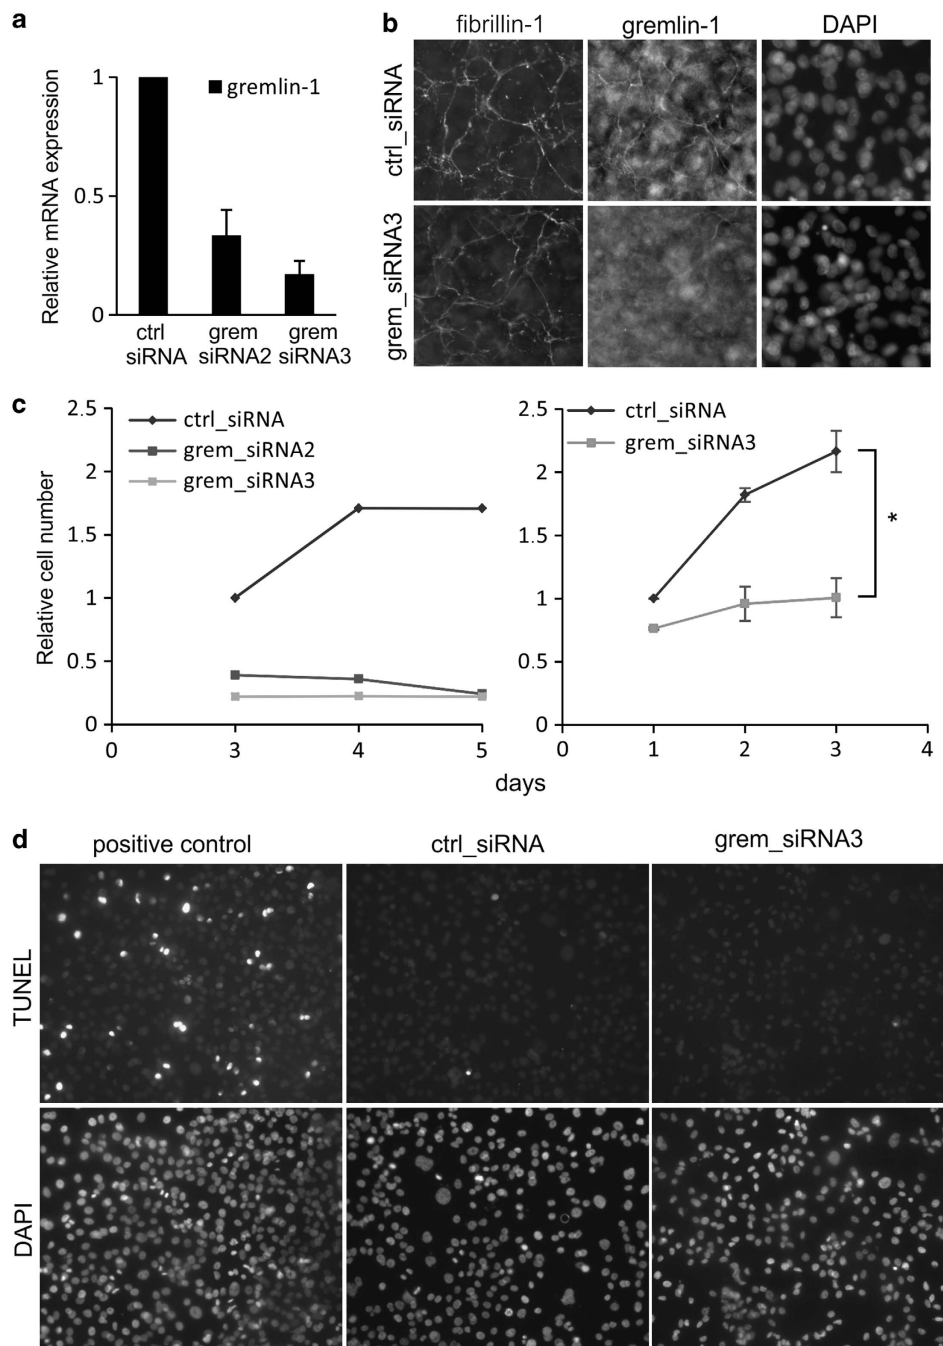 a
Relative mRNA expression
1
0.5
0
gremlin-1
ctrl siRNA
grem siRNA2
grem siRNA3
b
fibrillin-1
gremlin-1
DAPI
ctrl_siRNA
grem_siRNA3
c
Relative cell number
2.5
2
1.5
1
0.5
0
ctrl_siRNA
grem_siRNA2
grem_siRNA3
0 3 4 5
2.5
2
1.5
1
0.5
0
ctrl_siRNA
grem_siRNA3
*
0 1 2 3 4
days
d
positive control
ctrl_siRNA
grem_siRNA3
TUNEL
DAPI